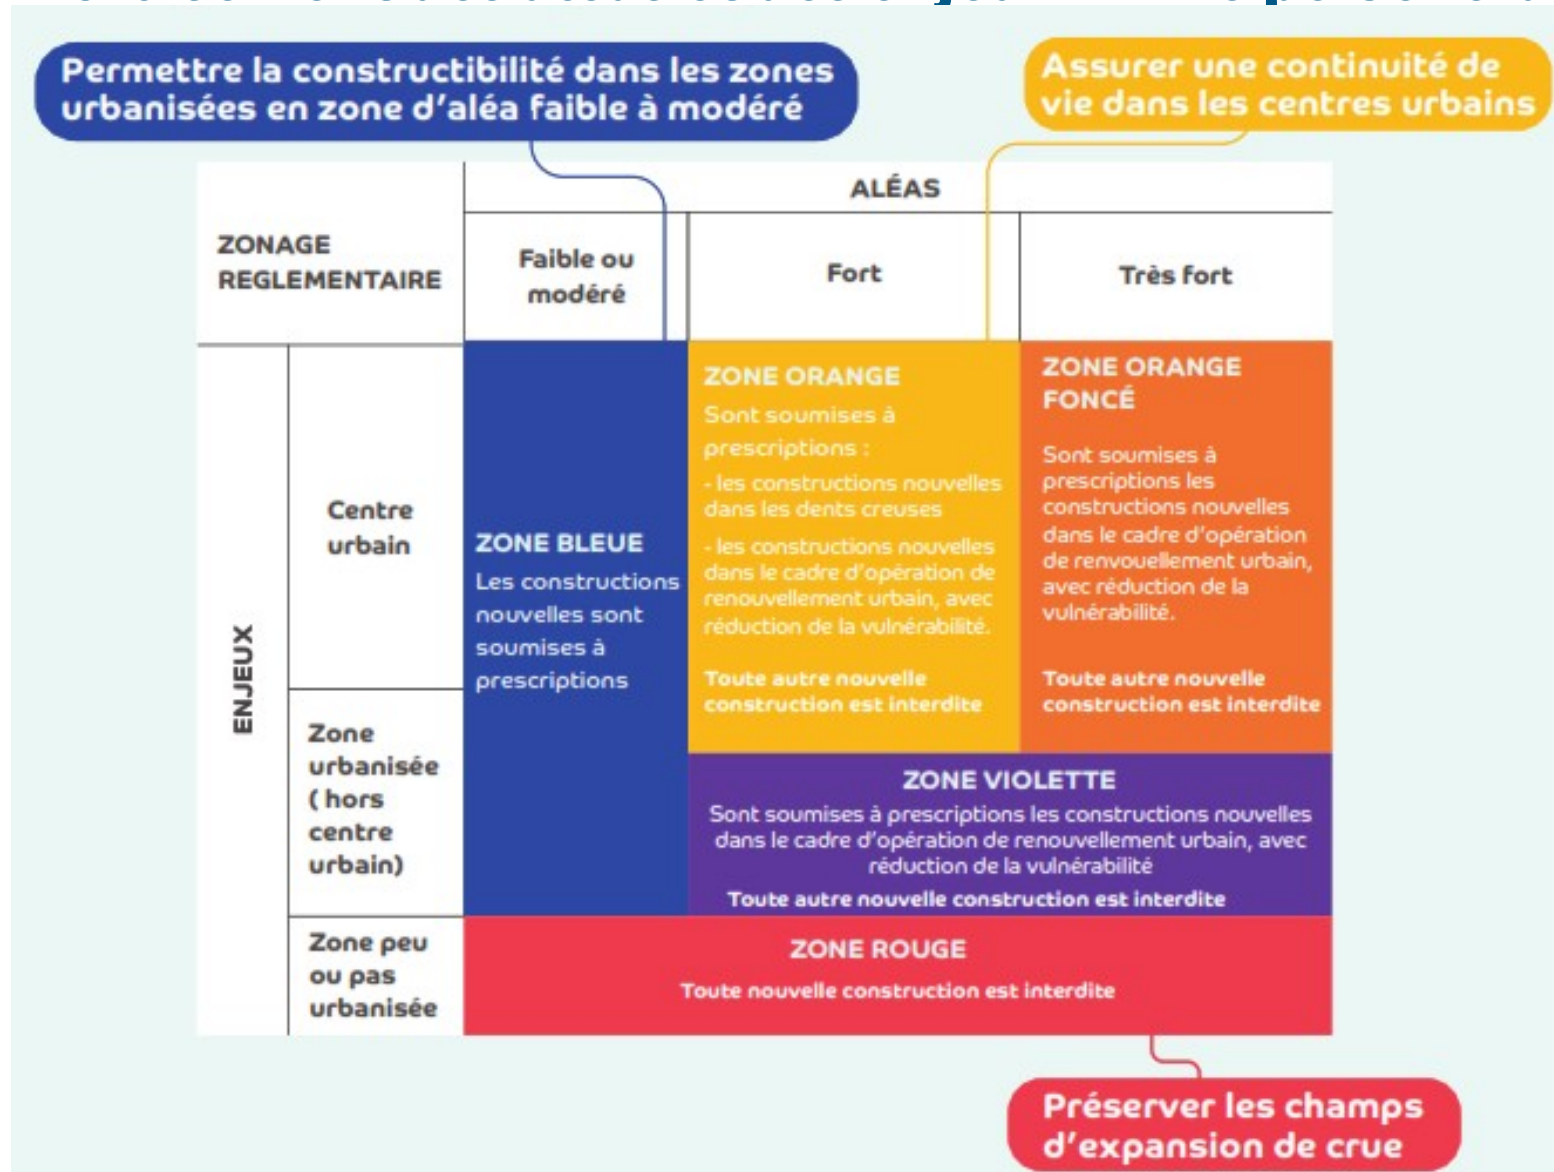 Permettre la constructibilité dans les zones
urbanisées en zone d'aléa faible à modéré
Assurer une continuité de
vie dans les centres urbains
ZONAGE
REGLEMENTAIRE
ALÉAS
Faible ou
modéré
Fort
Très fort
ENJEUX
Centre
urbain
ZONE BLEUE
Les constructions
nouvelles sont
soumises à
prescriptions
ZONE ORANGE
Sont soumises à
prescriptions :
- les constructions nouvelles
dans les dents creuses
- les constructions nouvelles
dans le cadre d'opération de
renouvellement urbain, avec
réduction de la vulnérabilité.
Toute autre nouvelle
construction est interdite
ZONE ORANGE
FONCÉ
Sont soumises à
prescriptions les
constructions nouvelles
dans le cadre d'opération
de renvouellement urbain,
avec réduction de la
vulnérabilité.
Toute autre nouvelle
construction est interdite
Zone
urbanisée
( hors
centre
urbain)
ZONE VIOLETTE
Sont soumises à prescriptions les constructions nouvelles
dans le cadre d'opération de renouvellement urbain, avec
réduction de la vulnérabilité
Toute autre nouvelle construction est interdite
Zone peu
ou pas
urbanisée
ZONE ROUGE
Toute nouvelle construction est interdite
Préserver les champs
d'expansion de crue